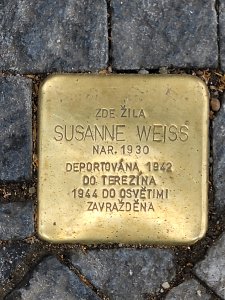 ZDE ŽILA
SUSANNE WEISS
NAR. 1930
DEPORTOVÁNA 1942
DO TEREZÍNA
1944 DO OSVĚTIMI
ZAVRAŽDĚNA